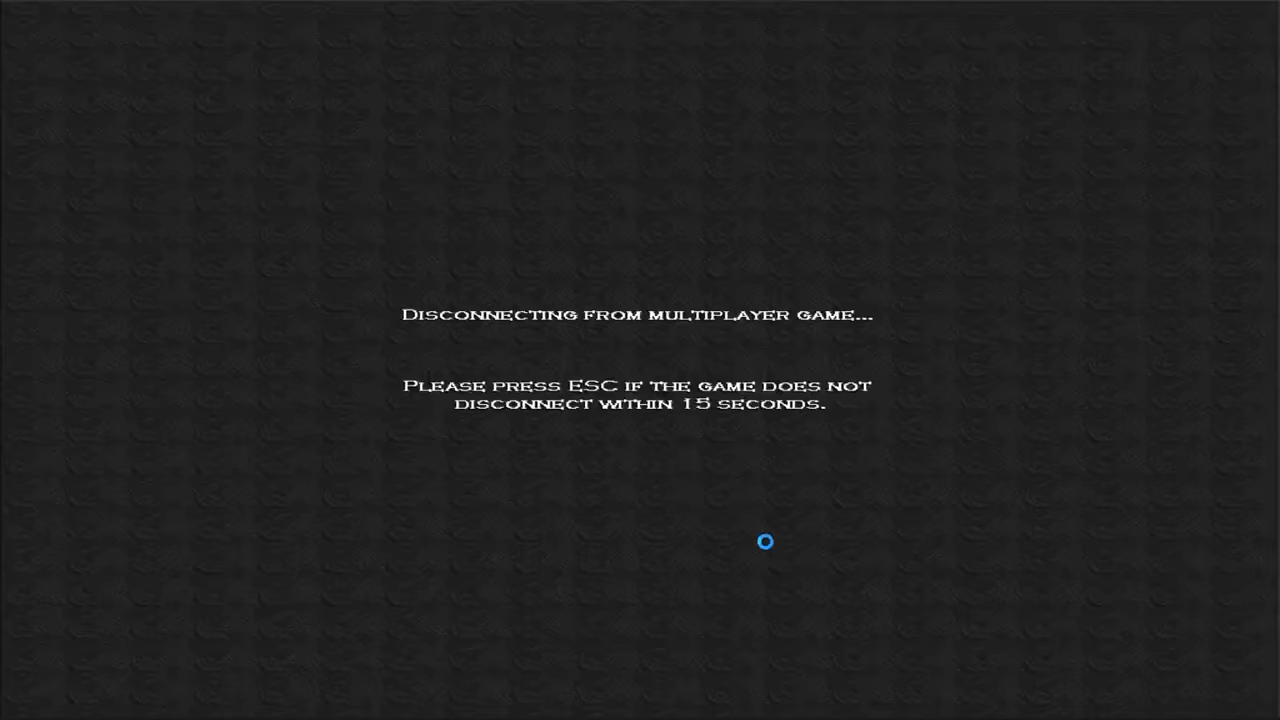 Disconnecting from multiplayer game...
Please press ESC if the game does not
disconnect within 15 seconds.